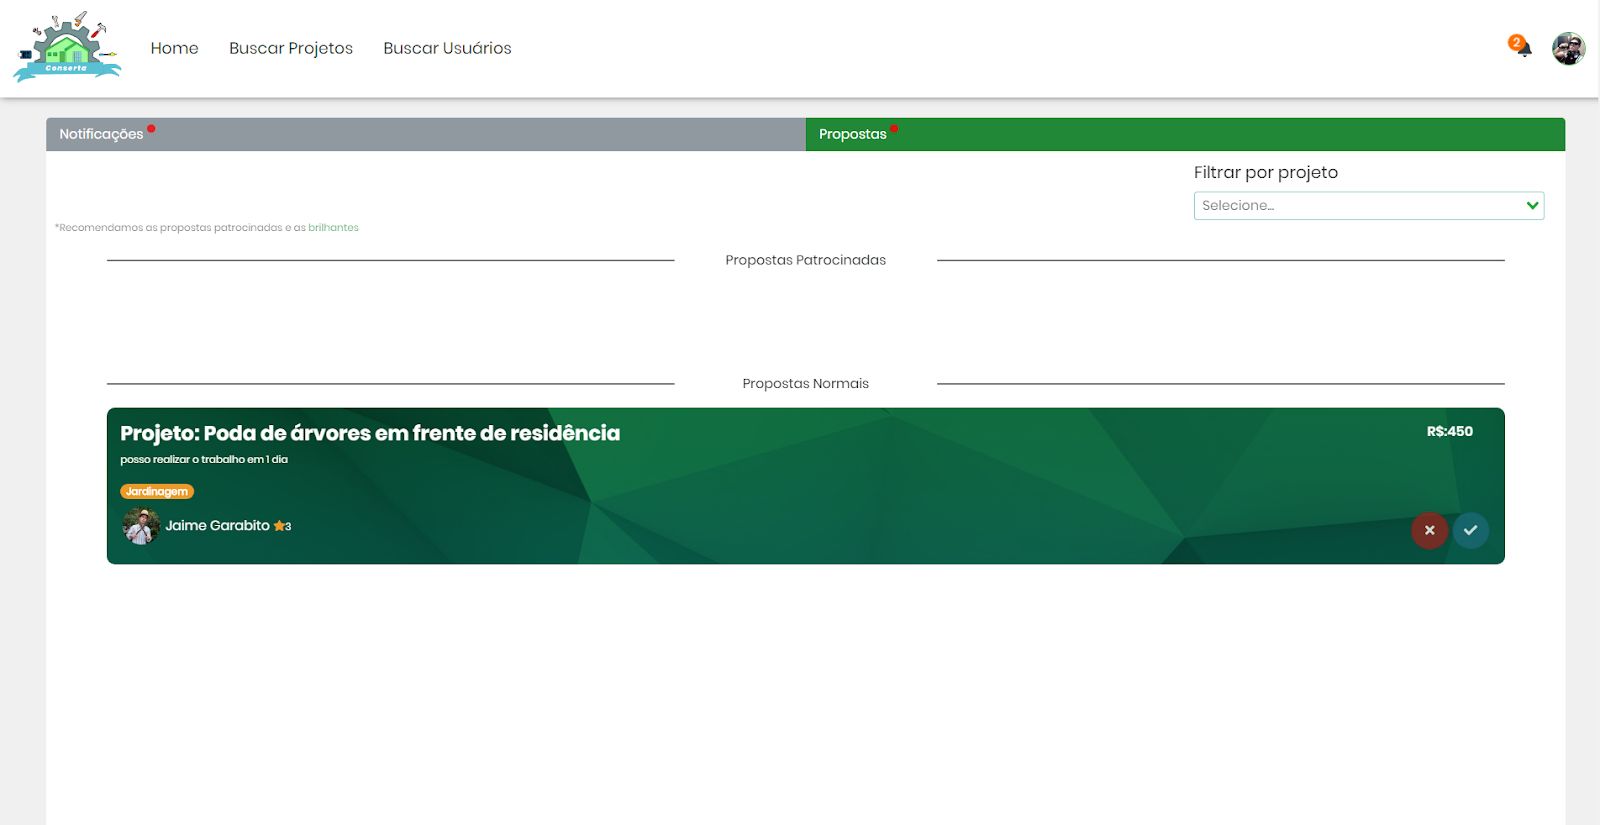 Conserta
Home
Buscar Projetos
Buscar Usuários
2
Notificações
Propostas
Filtrar por projeto
Selecione...
*Recomendamos as propostas patrocinadas e as brilhantes
Propostas Patrocinadas
Propostas Normais
Projeto: Poda de árvores em frente de residência
R$:450
posso realizar o trabalho em 1 dia
Jardinagem
Jaime Garabito 3